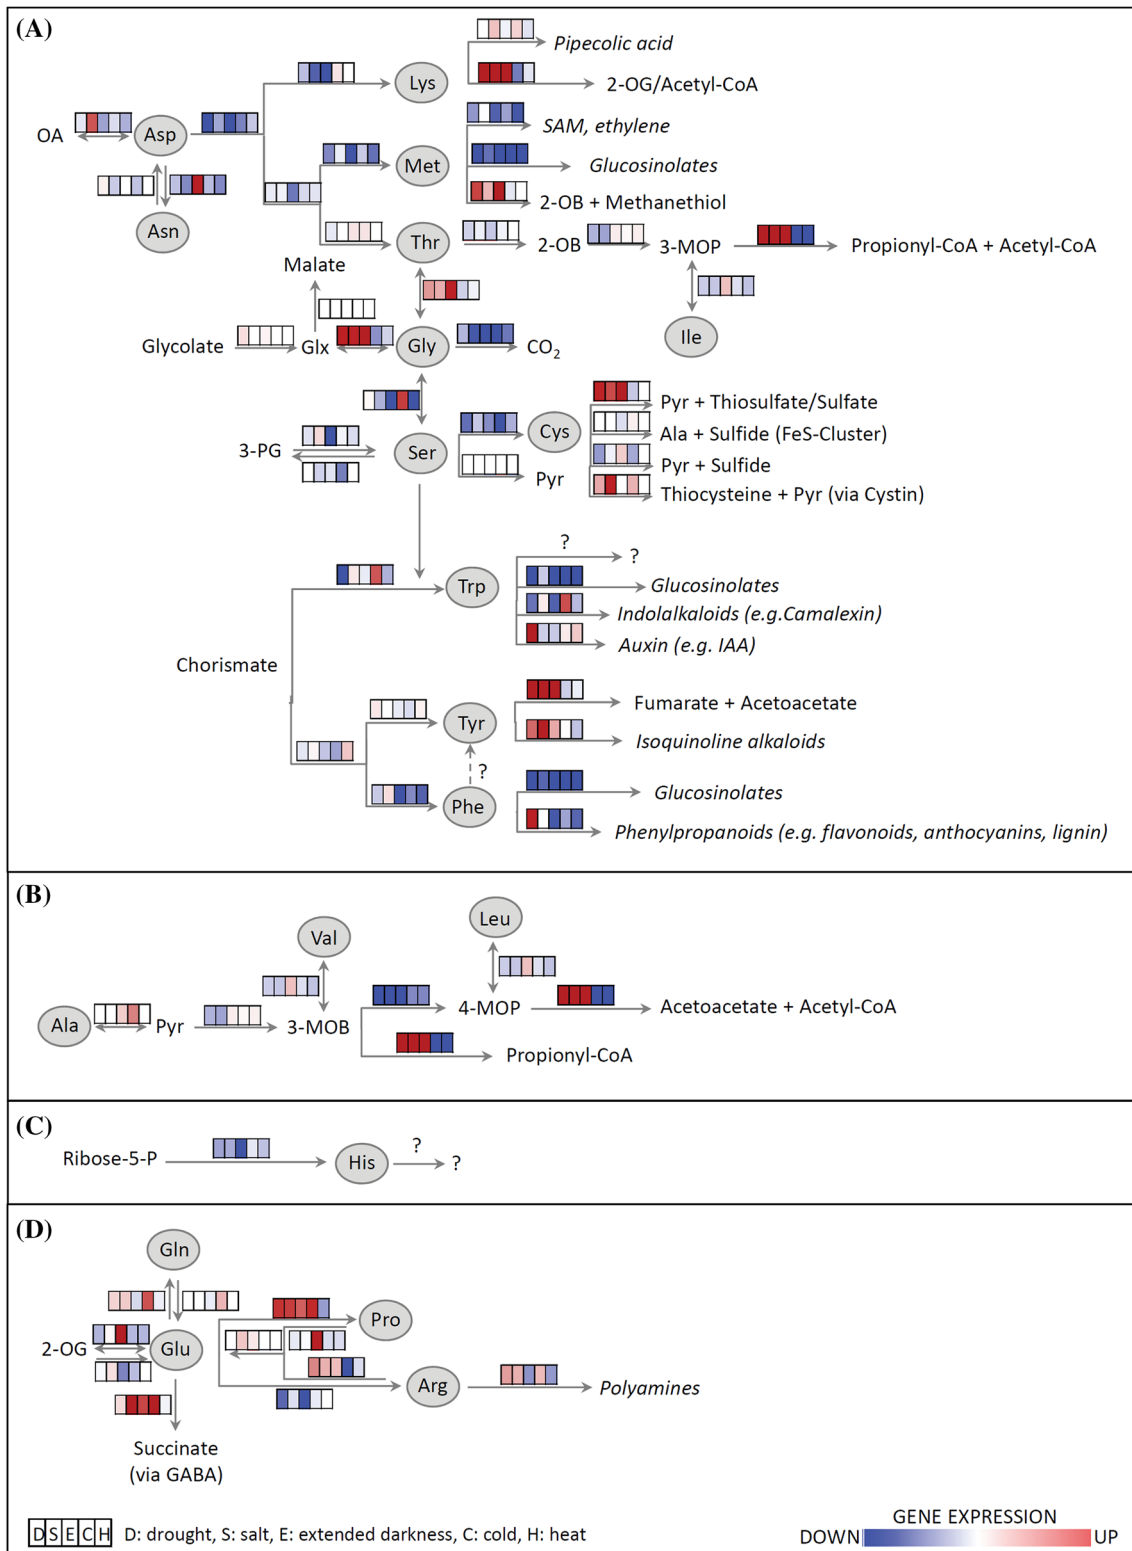 (A)
Pipecolic acid
Lys
2-OG/Acetyl-CoA
OA
Asp
SAM, ethylene
Met
Glucosinolates
2-OB + Methanethiol
Asn
Thr
2-OB
3-MOP
Propionyl-CoA + Acetyl-CoA
Malate
Glycolate
Glx
Gly
CO2
Ile
Pyr + Thiosulfate/Sulfate
Cys
Ala + Sulfide (FeS-Cluster)
3-PG
Ser
Pyr + Sulfide
Pyr
Thiocysteine + Pyr (via Cystin)
?
?
Trp
Glucosinolates
Indolalkaloids (e.g.Camalexin)
Auxin (e.g. IAA)
Chorismate
Fumarate + Acetoacetate
Tyr
Isoquinoline alkaloids
?
Phe
Glucosinolates
Phenylpropanoids (e.g. flavonoids, anthocyanins, lignin)
(B)
Leu
Val
Ala
Pyr
3-MOB
4-MOP
Acetoacetate + Acetyl-CoA
Propionyl-CoA
(C)
Ribose-5-P
His
?
?
(D)
Gln
Pro
2-OG
Glu
Arg
Polyamines
Succinate
(via GABA)
D S E C H
D: drought, S: salt, E: extended darkness, C: cold, H: heat
GENE EXPRESSION
DOWN
UP